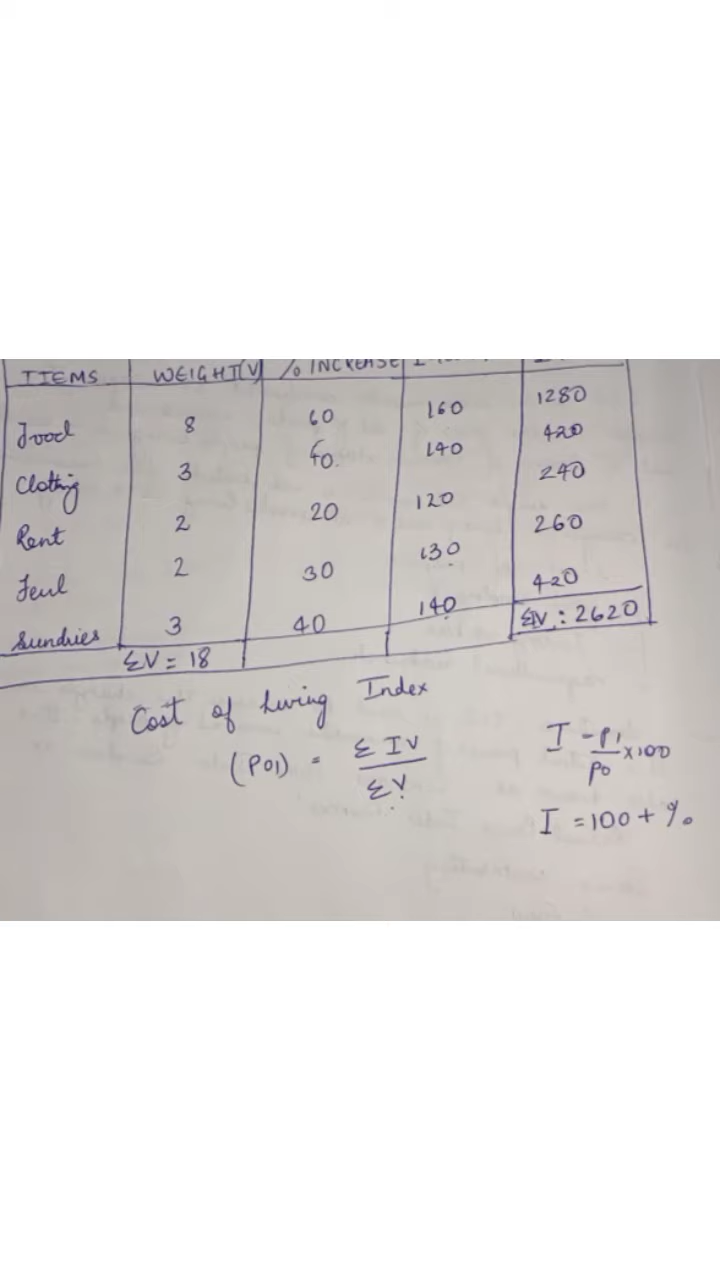 ITEMS WEIGHT(V) % INCREASE
Food 8 60 160 1280
Clothing 3 40. 140 420
Rent 2 20 120 240
Feul 2 30 130 260
Sundries 3 40 140 420
ΣV = 18 ΣIV : 2620
Cost of Living Index
(P01) = ΣIV / ΣV
I = P1 / P0 × 100
I = 100 + %